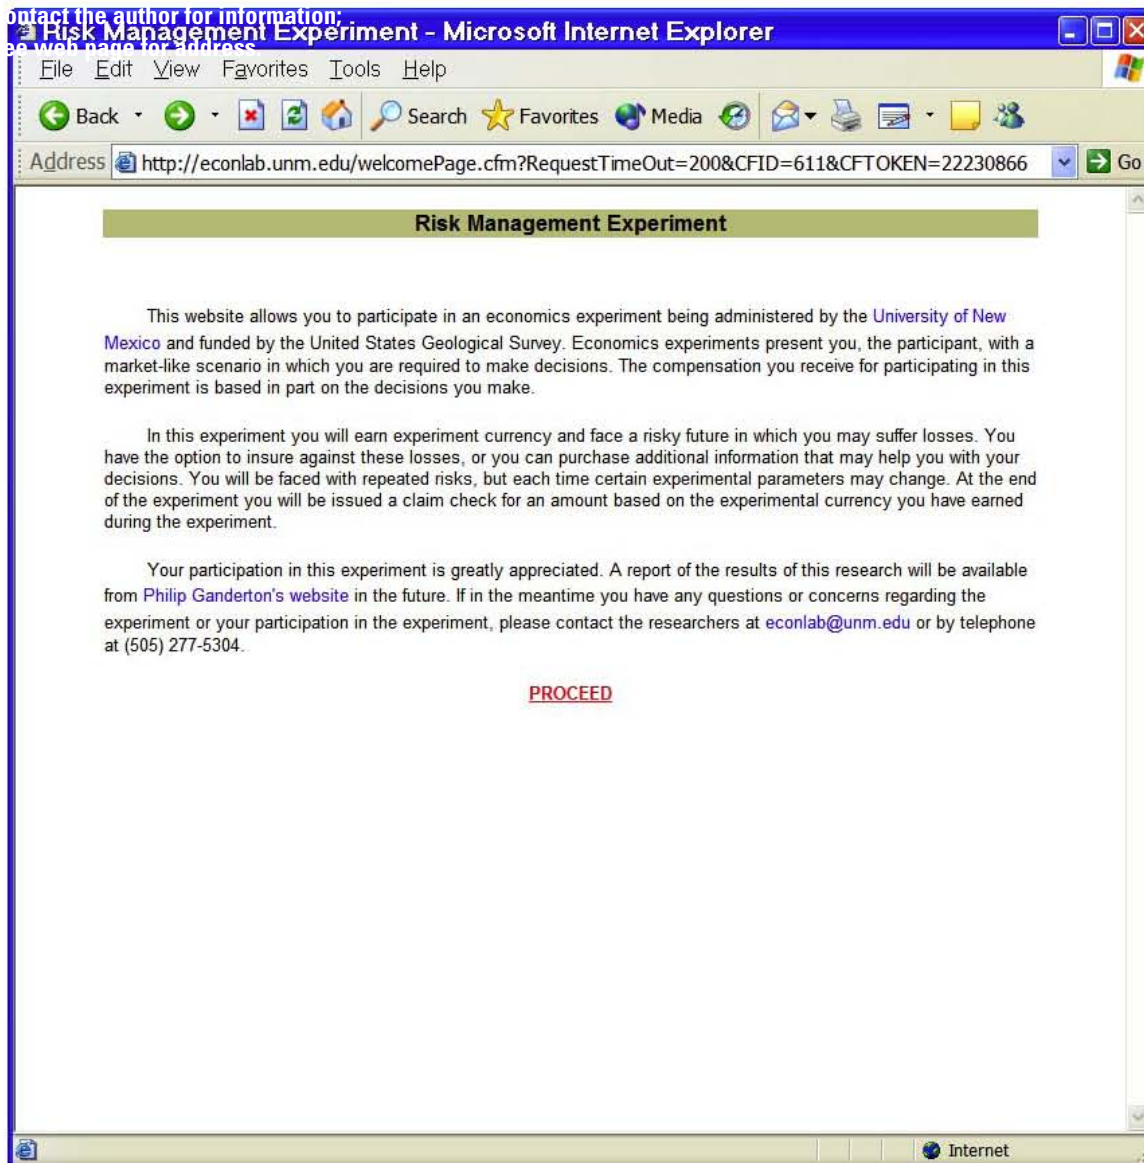 ontact the author for information;
ee web page for address.
Risk Management Experiment - Microsoft Internet Explorer
File Edit View Favorites Tools Help
Back Search Favorites Media
Address http://econlab.unm.edu/welcomePage.cfm?RequestTimeOut=200&CFID=611&CFTOKEN=22230866 Go
Risk Management Experiment
This website allows you to participate in an economics experiment being administered by the University of New
Mexico and funded by the United States Geological Survey. Economics experiments present you, the participant, with a
market-like scenario in which you are required to make decisions. The compensation you receive for participating in this
experiment is based in part on the decisions you make.
In this experiment you will earn experiment currency and face a risky future in which you may suffer losses. You
have the option to insure against these losses, or you can purchase additional information that may help you with your
decisions. You will be faced with repeated risks, but each time certain experimental parameters may change. At the end
of the experiment you will be issued a claim check for an amount based on the experimental currency you have earned
during the experiment.
Your participation in this experiment is greatly appreciated. A report of the results of this research will be available
from Philip Ganderton's website in the future. If in the meantime you have any questions or concerns regarding the
experiment or your participation in the experiment, please contact the researchers at econlab@unm.edu or by telephone
at (505) 277-5304.
PROCEED
Internet